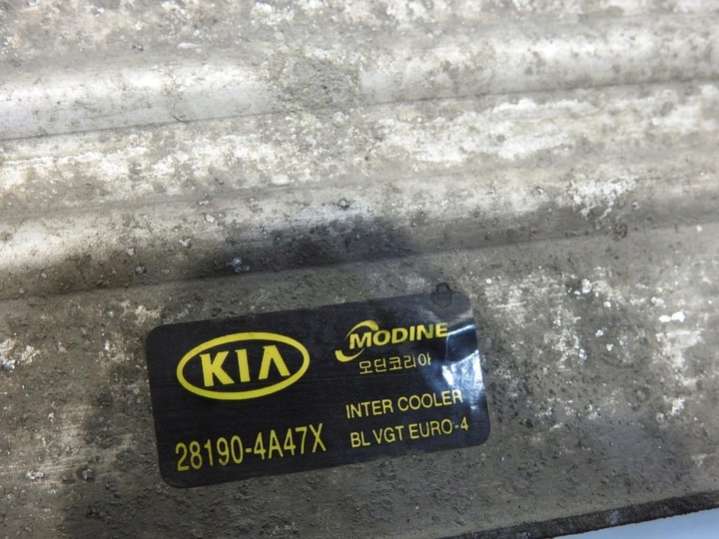 KIA
MODINE
모딘코리아
INTER COOLER
28190-4A47X
BL VGT EURO-4